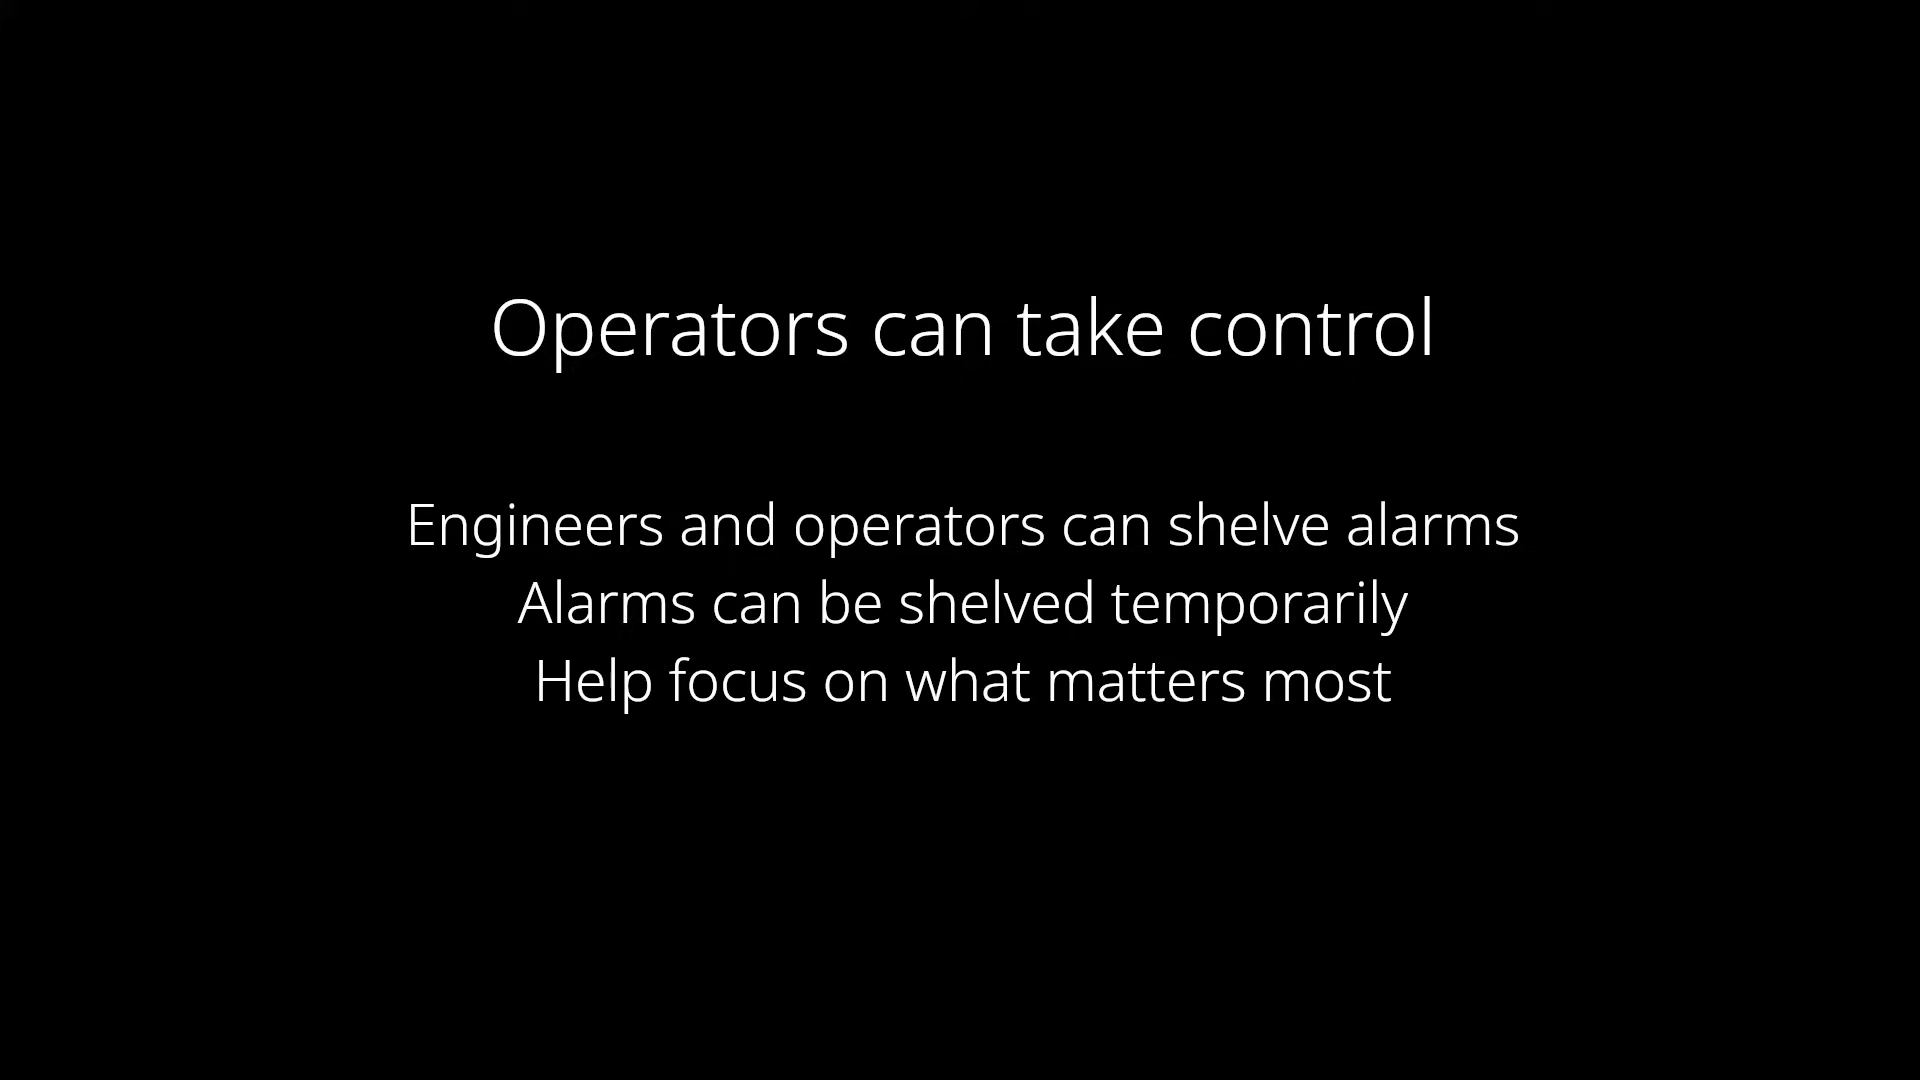 Operators can take control
Engineers and operators can shelve alarms
Alarms can be shelved temporarily
Help focus on what matters most